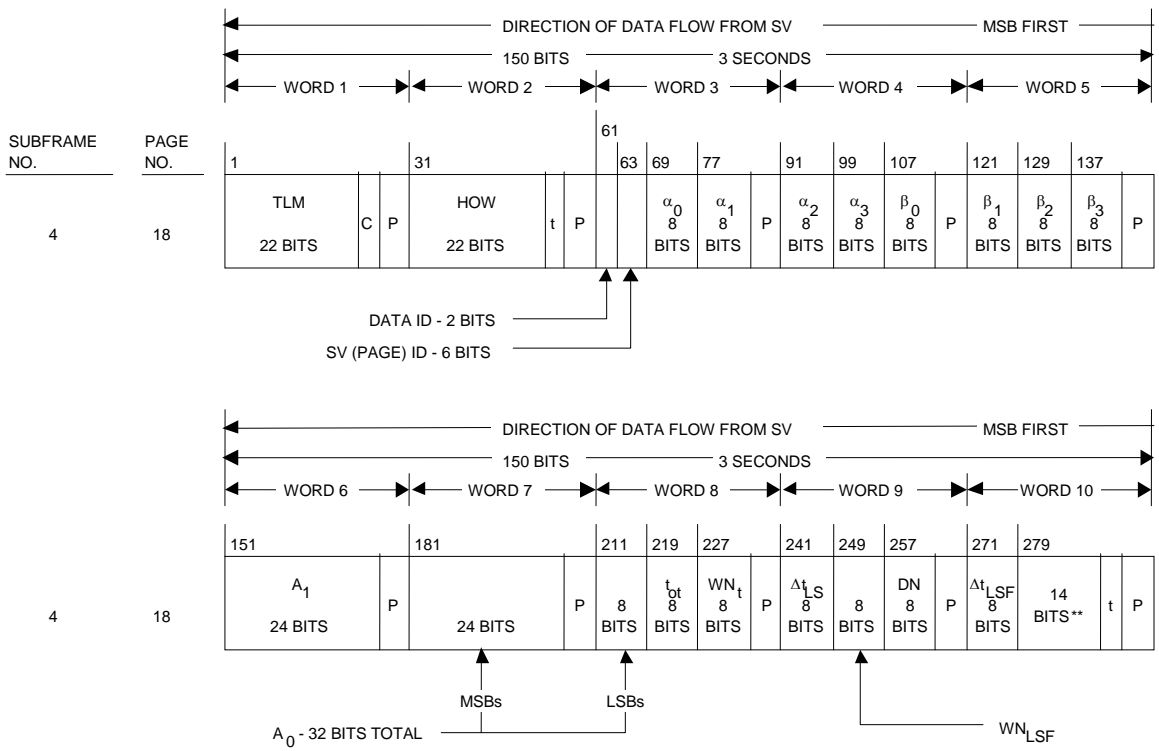 DIRECTION OF DATA FLOW FROM SV MSB FIRST
150 BITS 3 SECONDS
WORD 1 WORD 2 WORD 3 WORD 4 WORD 5
SUBFRAME NO. PAGE NO.
1 31 61 63 69 77 91 99 107 121 129 137
4 18
TLM 22 BITS
C
P
HOW 22 BITS
t
P
α0 8 BITS
α1 8 BITS
P
α2 8 BITS
α3 8 BITS
β0 8 BITS
P
β1 8 BITS
β2 8 BITS
β3 8 BITS
P
DATA ID - 2 BITS
SV (PAGE) ID - 6 BITS
DIRECTION OF DATA FLOW FROM SV MSB FIRST
150 BITS 3 SECONDS
WORD 6 WORD 7 WORD 8 WORD 9 WORD 10
151 181 211 219 227 241 249 257 271 279
4 18
A1 24 BITS
P
24 BITS
P
8 BITS
tot 8 BITS
WNt 8 BITS
P
ΔtLS 8 BITS
8 BITS
DN 8 BITS
P
ΔtLSF 8 BITS
14 BITS**
t
P
MSBs LSBs
A0 - 32 BITS TOTAL
WNLSF